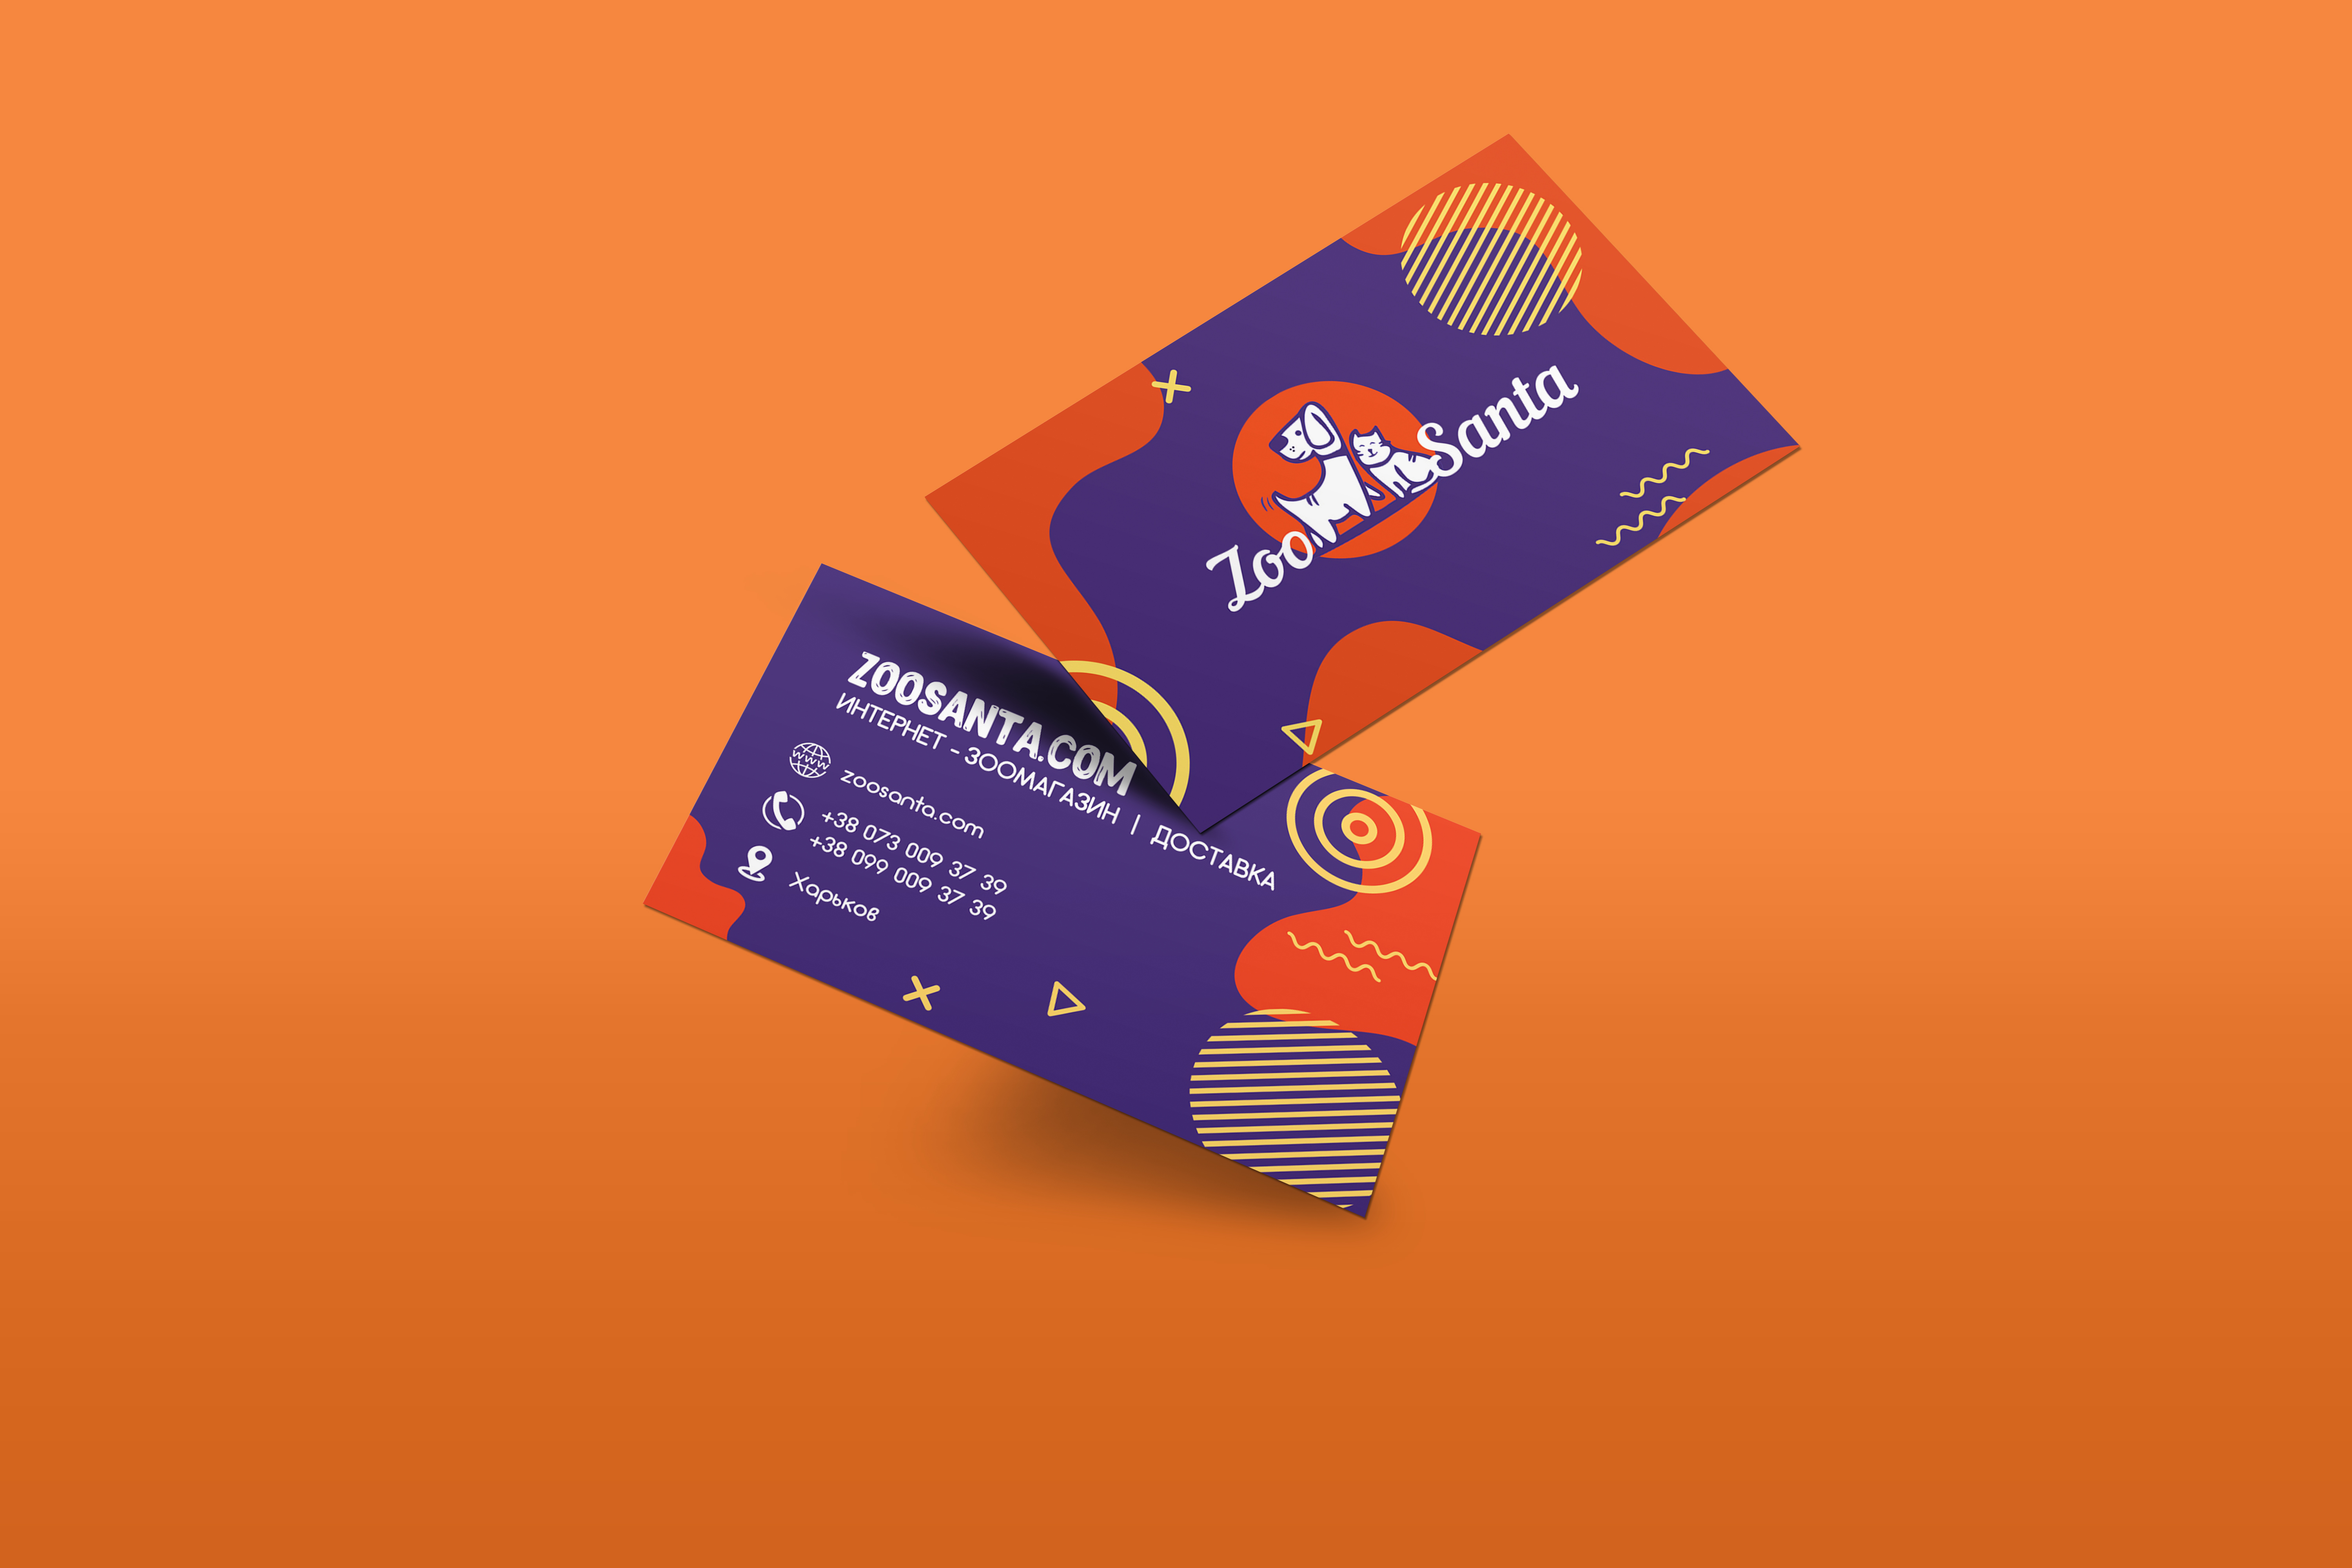 Zoo Santa
ZOOSANTA.COM
ИНТЕРНЕТ - ЗООМАГАЗИН | ДОСТАВКА
www
zoosanta.com
+38 073 009 37 39
+38 099 009 37 39
Харьков